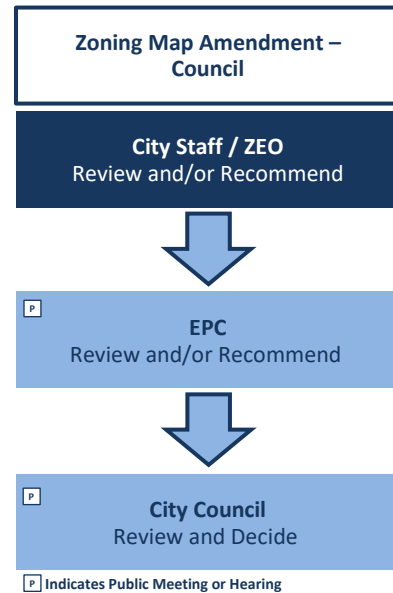 Zoning Map Amendment –
Council
City Staff / ZEO
Review and/or Recommend
P
EPC
Review and/or Recommend
P
City Council
Review and Decide
P Indicates Public Meeting or Hearing